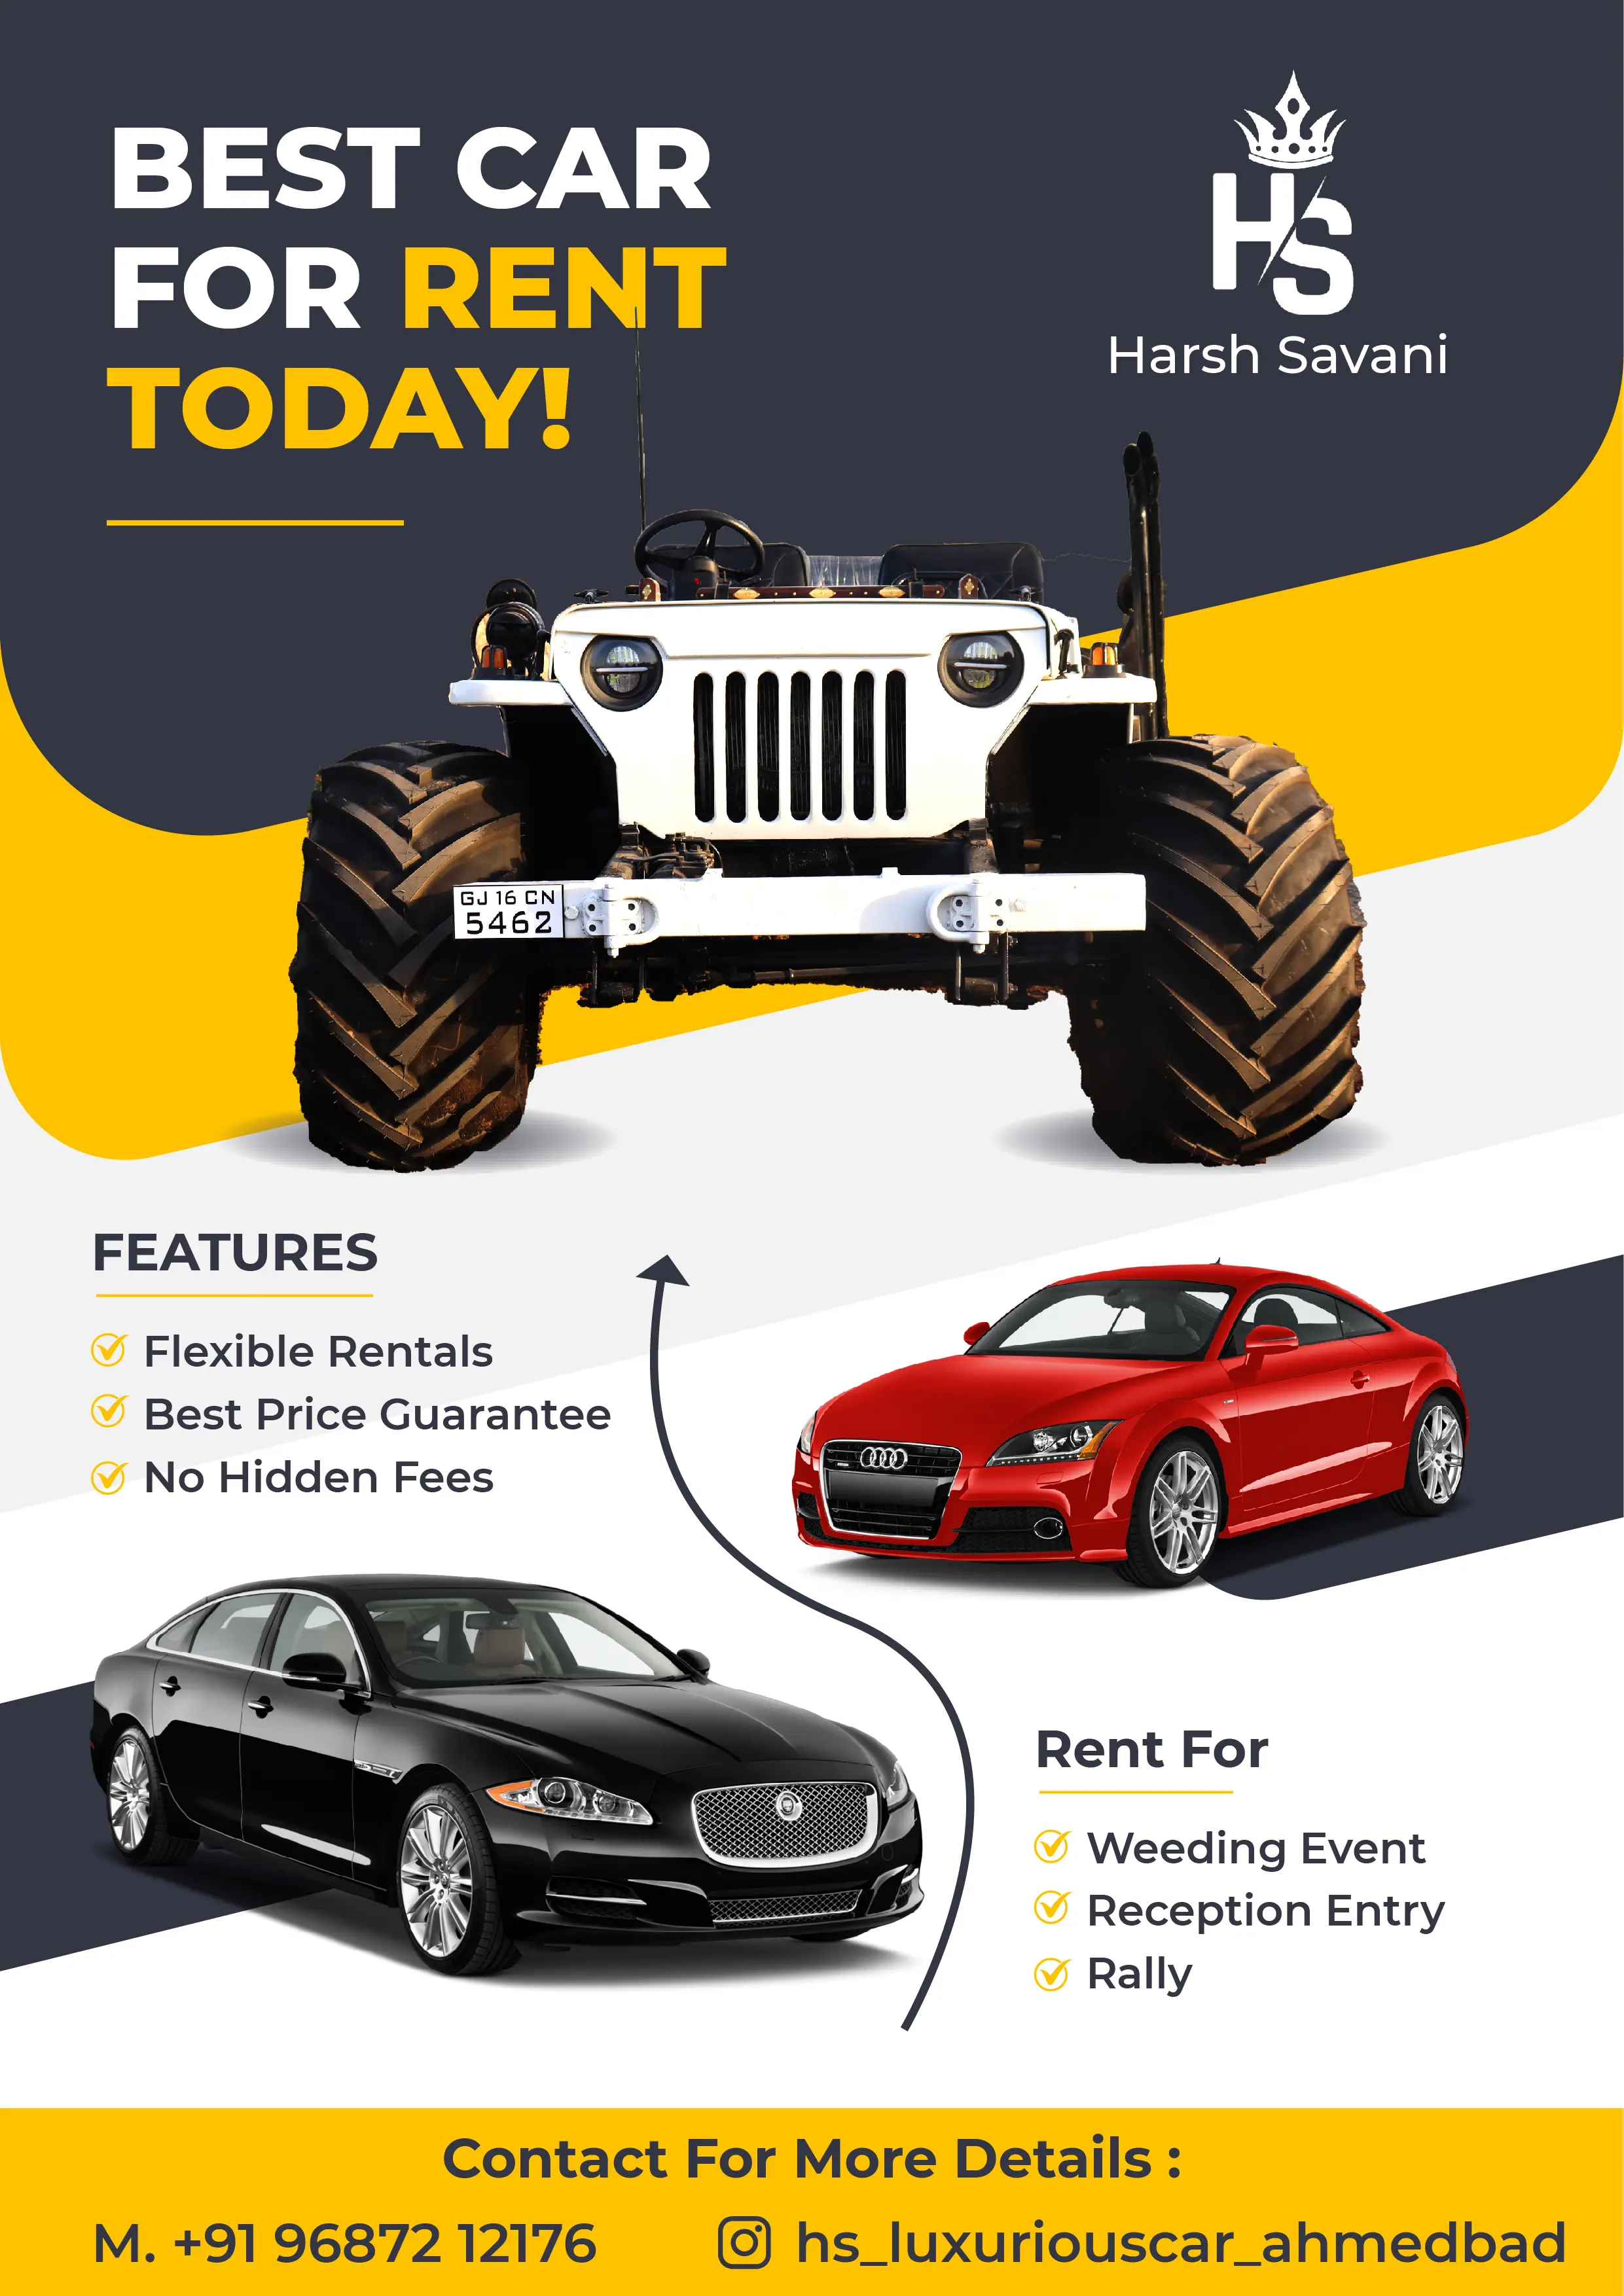 BEST CAR
FOR RENT
TODAY!
HS
Harsh Savani
GJ 16 CN
5462
FEATURES
Flexible Rentals
Best Price Guarantee
No Hidden Fees
Rent For
Weeding Event
Reception Entry
Rally
Contact For More Details :
M. +91 96872 12176
hs_luxuriouscar_ahmedbad